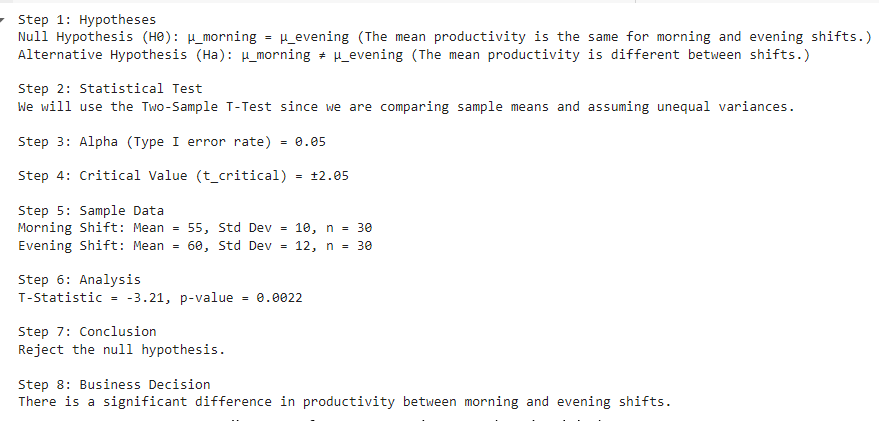 Step 1: Hypotheses
Null Hypothesis (H0): μ_morning = μ_evening (The mean productivity is the same for morning and evening shifts.)
Alternative Hypothesis (Ha): μ_morning ≠ μ_evening (The mean productivity is different between shifts.)
Step 2: Statistical Test
We will use the Two-Sample T-Test since we are comparing sample means and assuming unequal variances.
Step 3: Alpha (Type I error rate) = 0.05
Step 4: Critical Value (t_critical) = ±2.05
Step 5: Sample Data
Morning Shift: Mean = 55, Std Dev = 10, n = 30
Evening Shift: Mean = 60, Std Dev = 12, n = 30
Step 6: Analysis
T-Statistic = -3.21, p-value = 0.0022
Step 7: Conclusion
Reject the null hypothesis.
Step 8: Business Decision
There is a significant difference in productivity between morning and evening shifts.